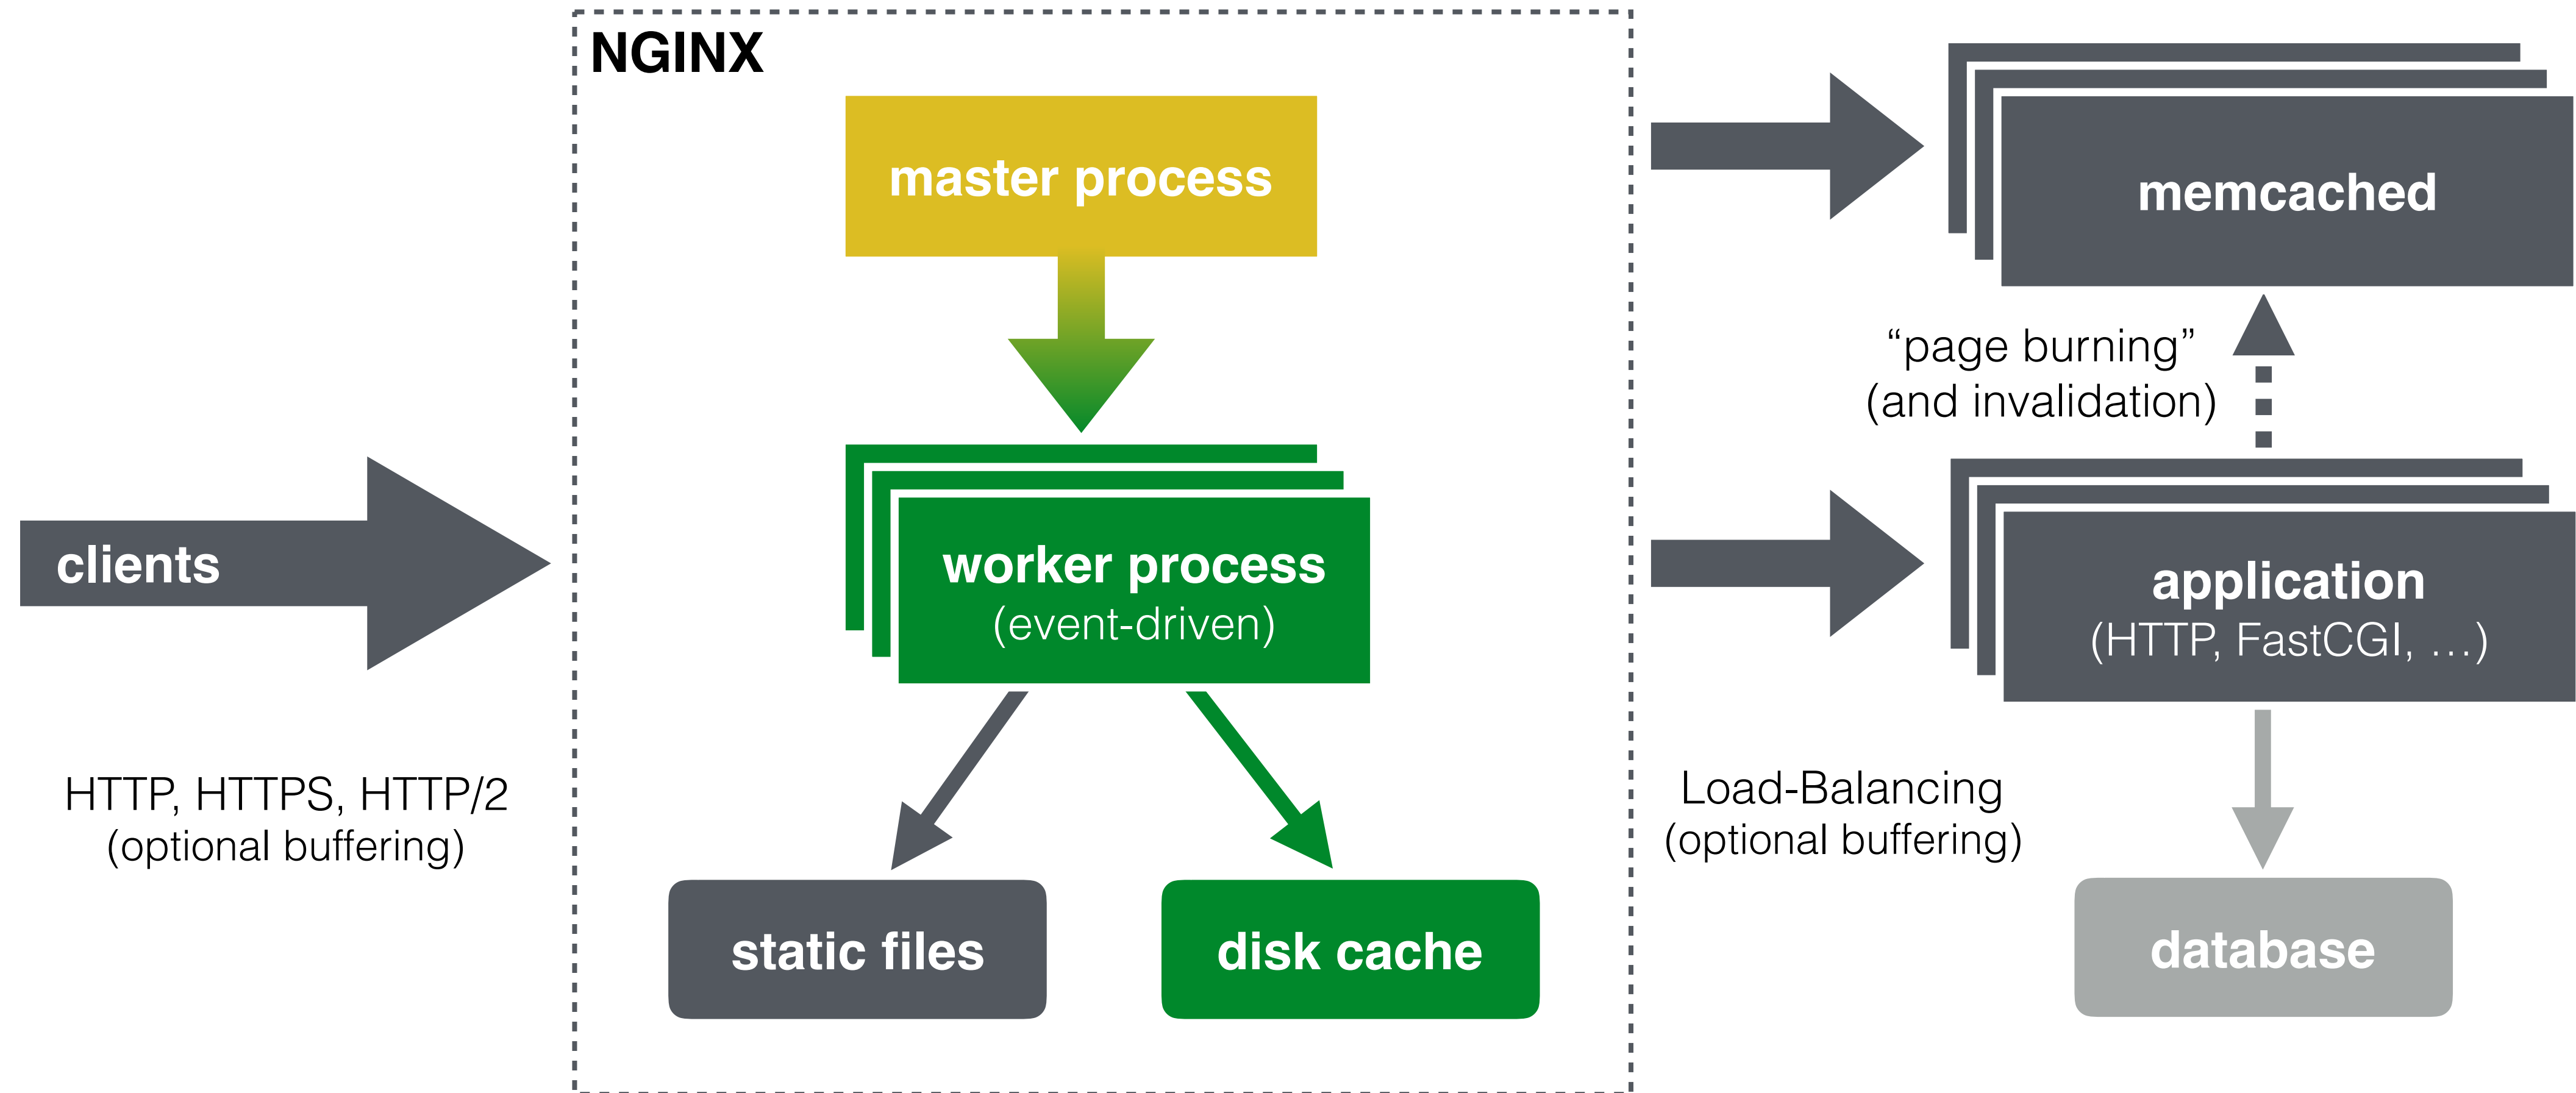 NGINX
master process
memcached
“page burning”
(and invalidation)
clients
worker process
(event-driven)
application
(HTTP, FastCGI, …)
HTTP, HTTPS, HTTP/2
(optional buffering)
Load-Balancing
(optional buffering)
static files
disk cache
database